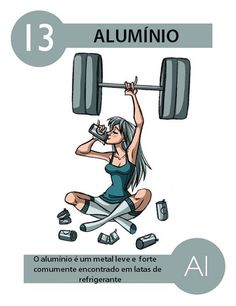 13
ALUMÍNIO
O alumínio é um metal leve e forte
comumente encontrado em latas de
refrigerante
Al